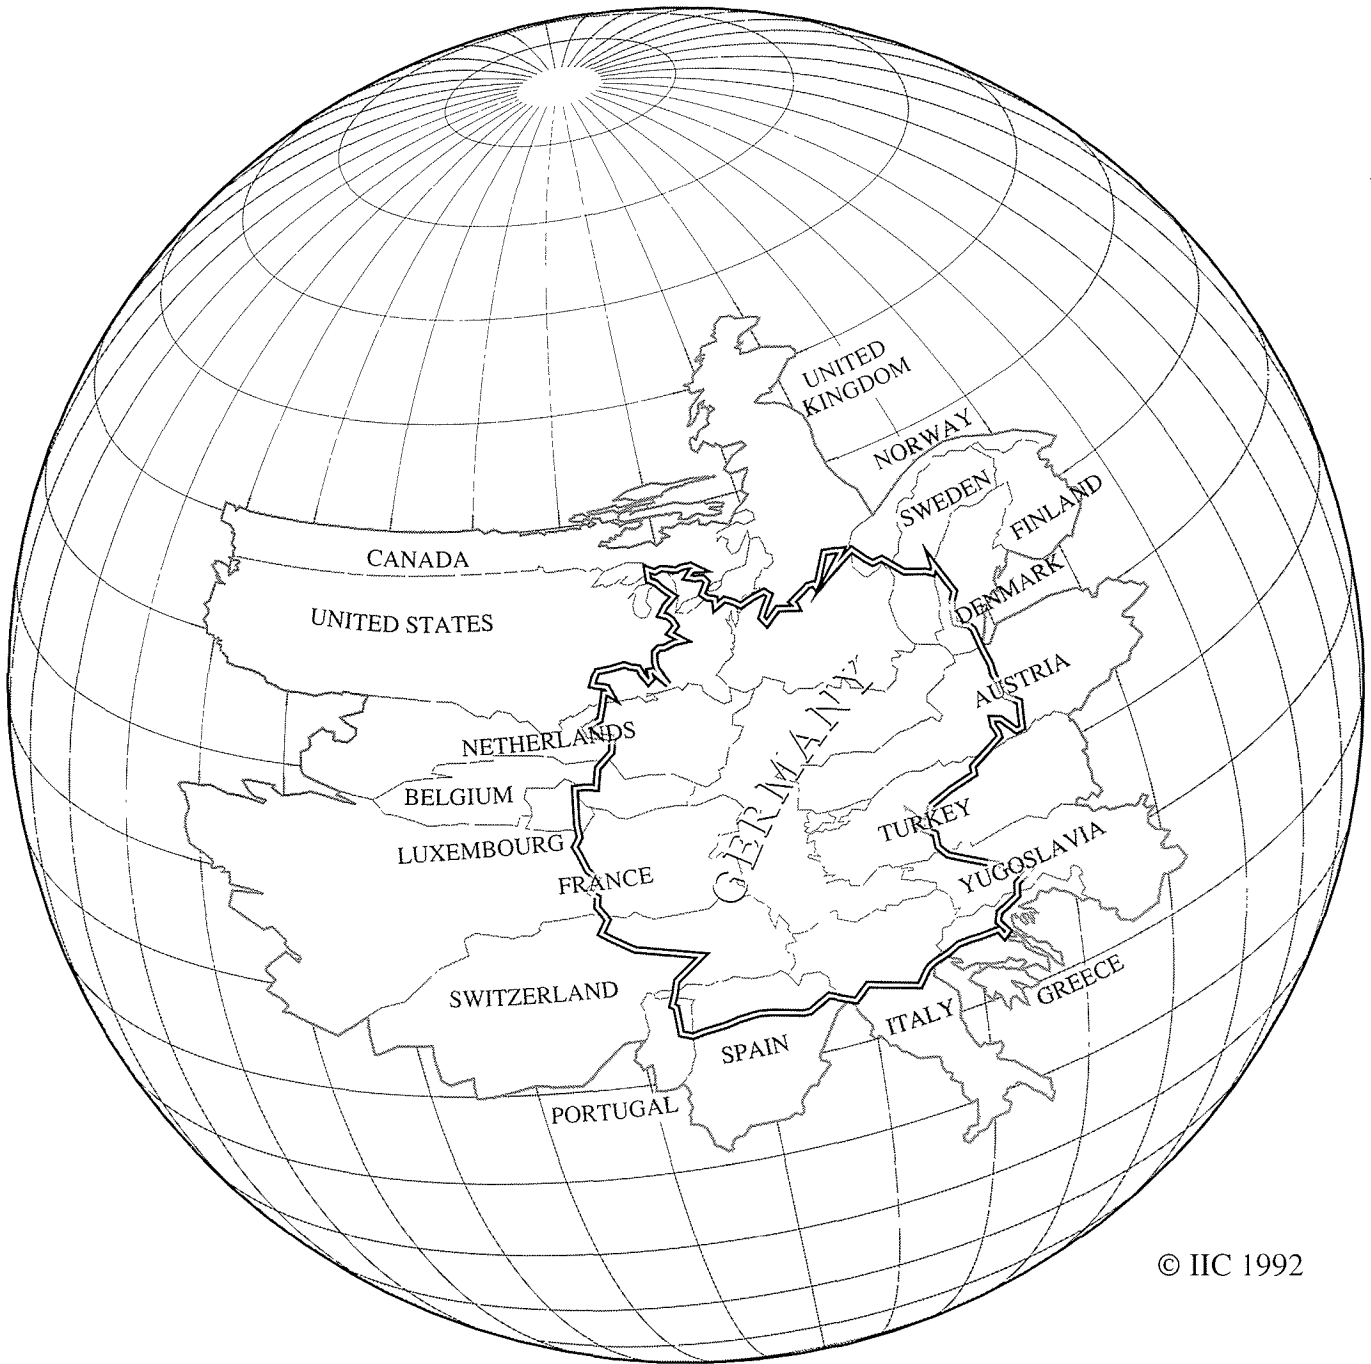 UNITED
KINGDOM
NORWAY
SWEDEN
FINLAND
CANADA
DENMARK
UNITED STATES
AUSTRIA
GERMANY
NETHERLANDS
BELGIUM
TURKEY
LUXEMBOURG
YUGOSLAVIA
FRANCE
SWITZERLAND
GREECE
ITALY
SPAIN
PORTUGAL
© IIC 1992